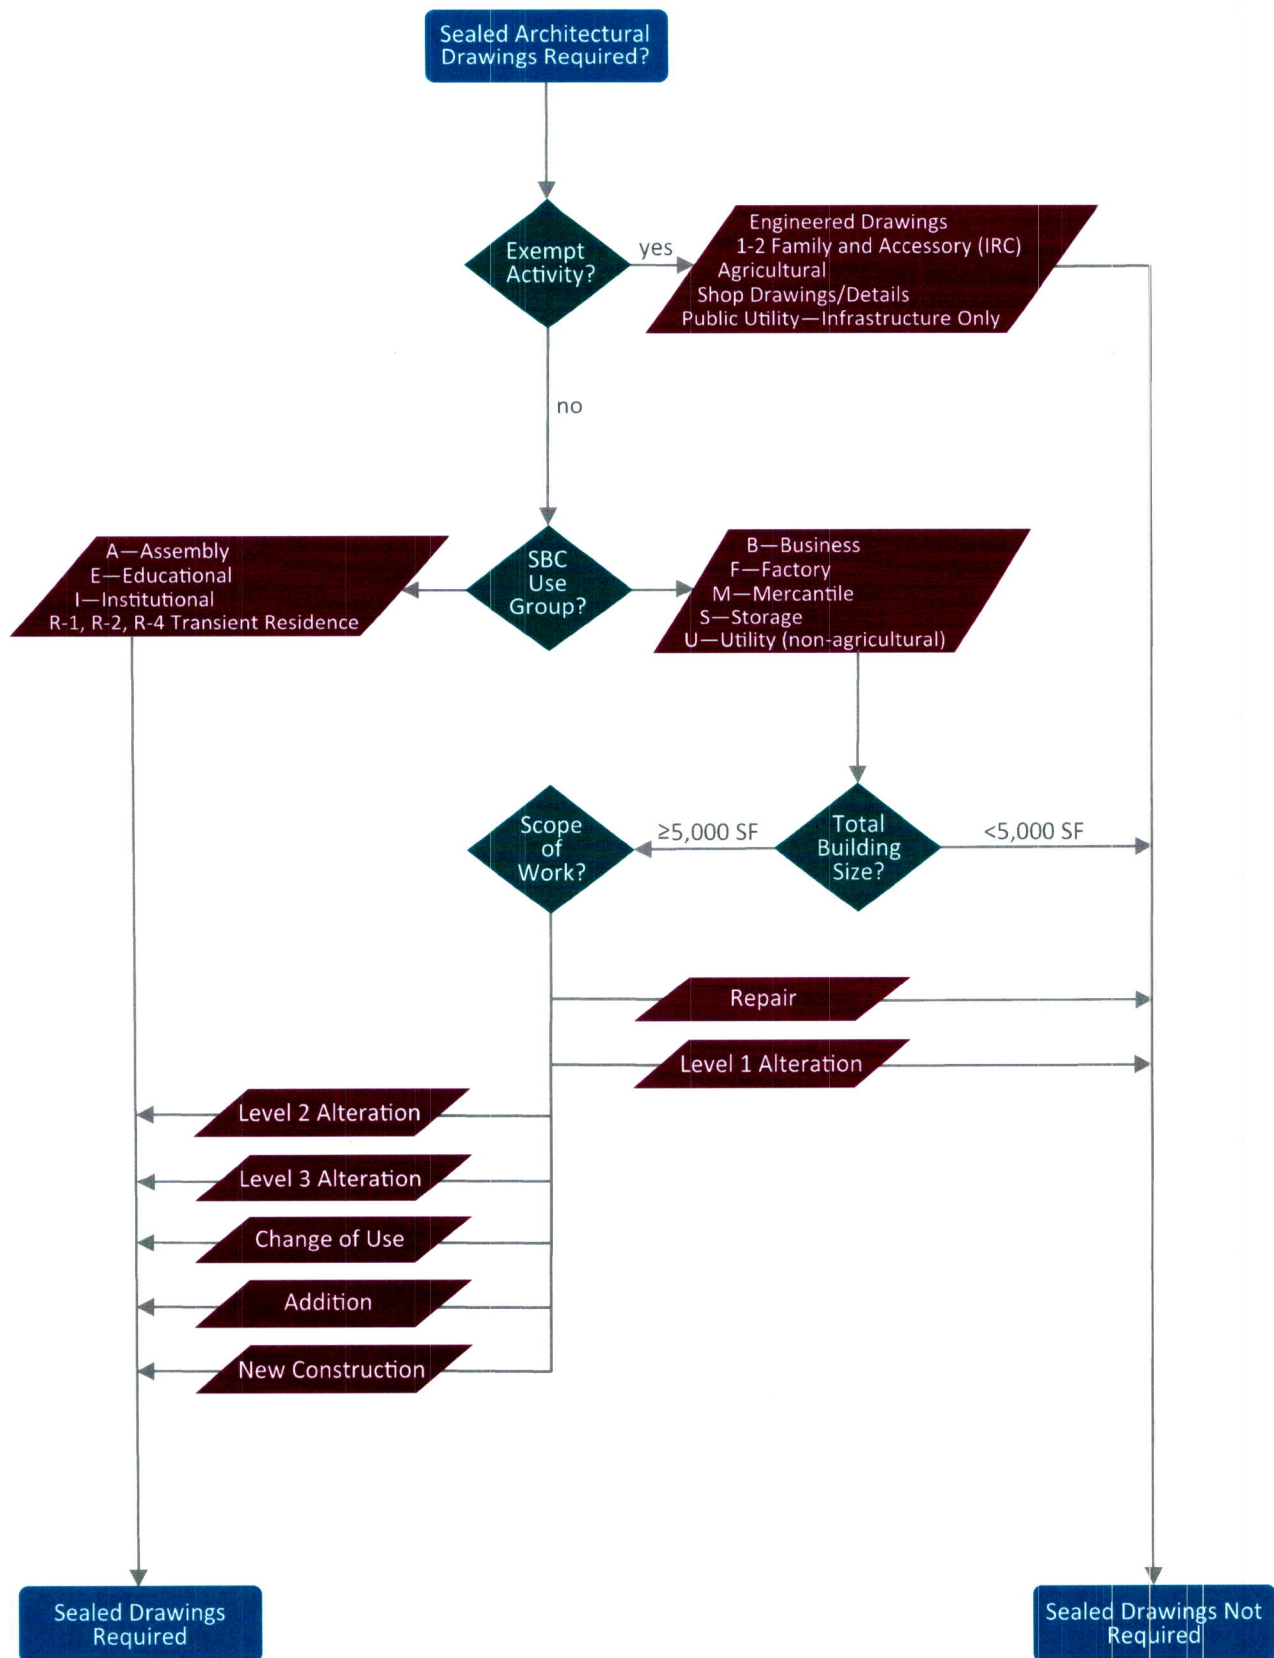 Sealed Architectural
Drawings Required?
Exempt
Activity?
yes
Engineered Drawings
1-2 Family and Accessory (IRC)
Agricultural
Shop Drawings/Details
Public Utility—Infrastructure Only
no
A—Assembly
E—Educational
I—Institutional
R-1, R-2, R-4 Transient Residence
SBC
Use
Group?
B—Business
F—Factory
M—Mercantile
S—Storage
U—Utility (non-agricultural)
Scope
of
Work?
≥5,000 SF
Total
Building
Size?
<5,000 SF
Repair
Level 1 Alteration
Level 2 Alteration
Level 3 Alteration
Change of Use
Addition
New Construction
Sealed Drawings
Required
Sealed Drawings Not
Required